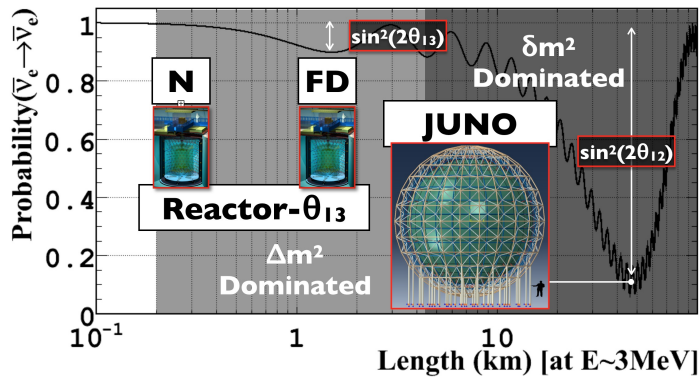 Probability(ν̄ₑ→ν̄ₑ)
1
0.8
0.6
0.4
0.2
0
sin²(2θ₁₃)
δm²
Dominated
N
FD
JUNO
sin²(2θ₁₂)
Reactor-θ₁₃
Δm²
Dominated
10⁻¹
1
10
Length (km) [at E~3MeV]